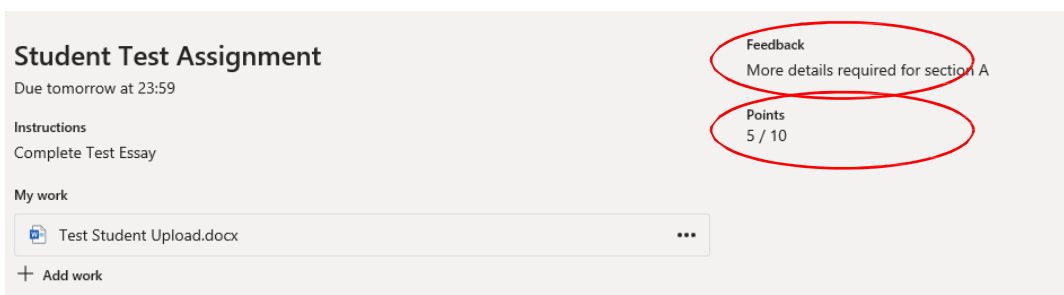 Student Test Assignment
Due tomorrow at 23:59
Instructions
Complete Test Essay
My work
Test Student Upload.docx
Add work
Feedback
More details required for section A
Points
5 / 10